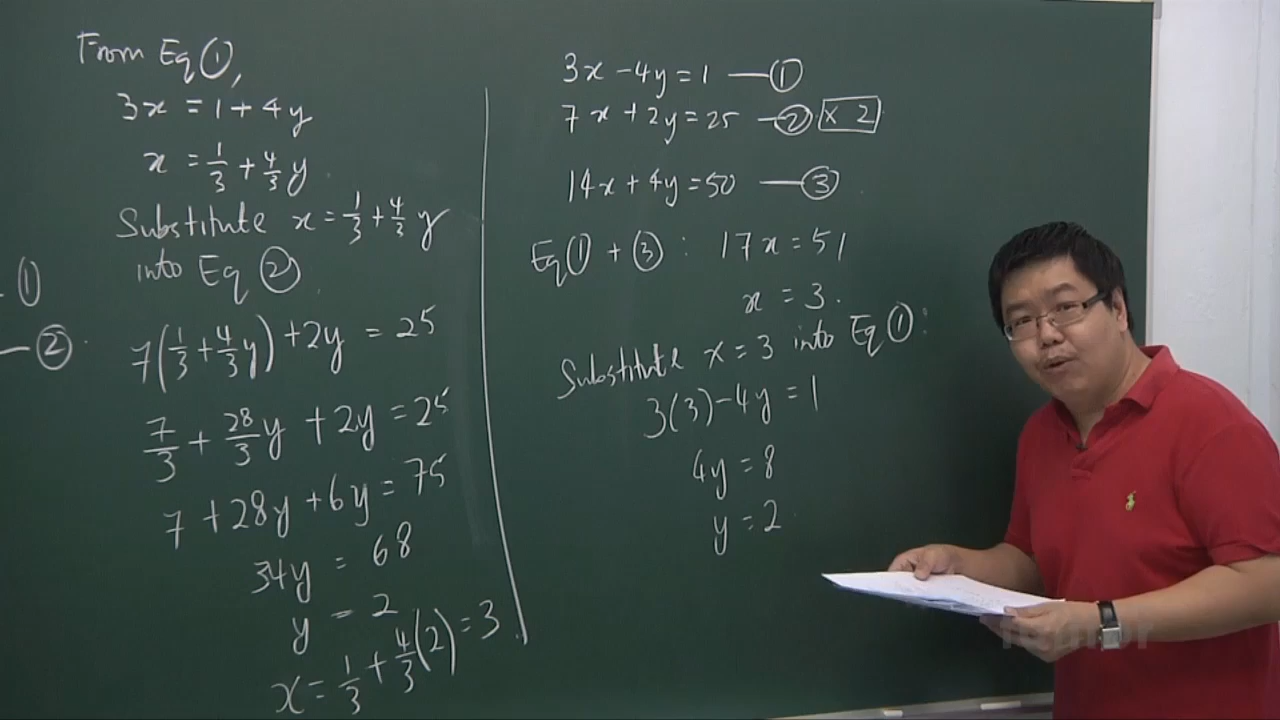 From Eq ①,
3x = 1 + 4y
x = 1/3 + 4/3 y
Substitute x = 1/3 + 4/3 y
into Eq ②.
7(1/3 + 4/3 y) + 2y = 25
7/3 + 28/3 y + 2y = 25
7 + 28y + 6y = 75
34y = 68
y = 2
x = 1/3 + 4/3 (2) = 3
— ①
— ②
3x - 4y = 1 — ①
7x + 2y = 25 — ② × 2
14x + 4y = 50 — ③
Eq ① + ③ : 17x = 51
x = 3.
Substitute x = 3 into Eq ① :
3(3) - 4y = 1
4y = 8
y = 2